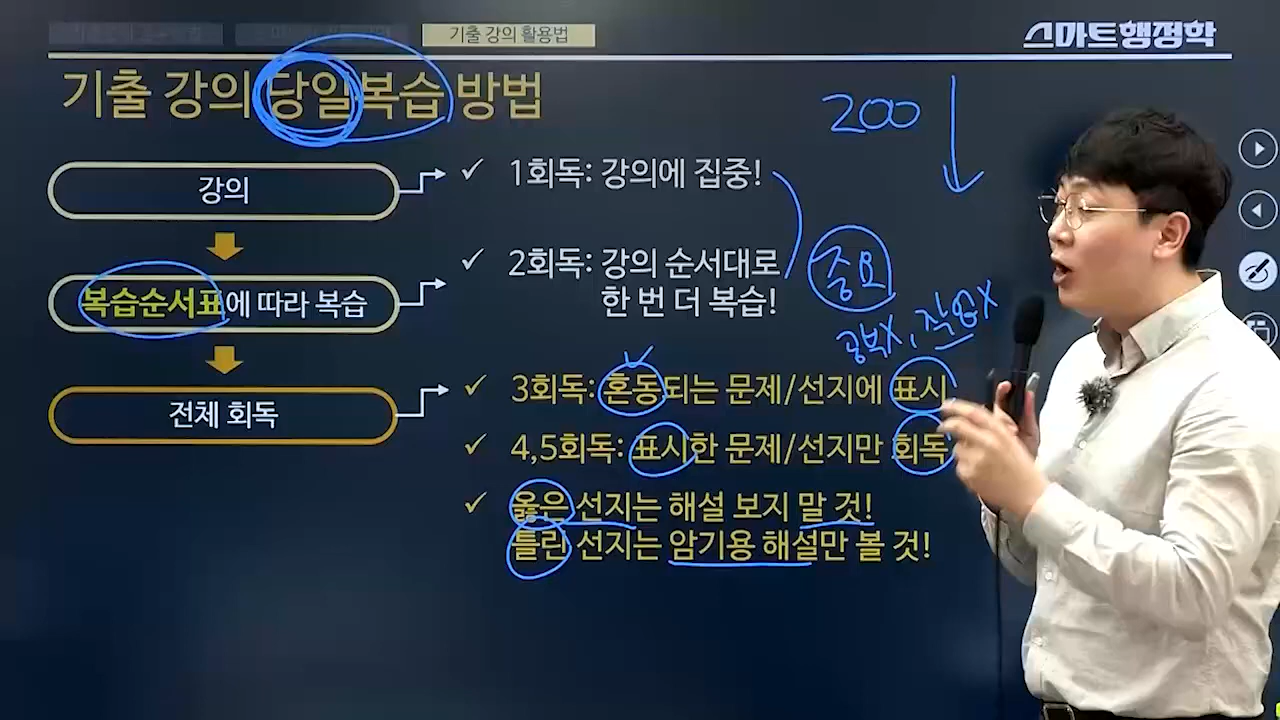 기출 강의 활용법
스마트행정학
기출 강의 당일복습 방법
200
강의
✓ 1회독: 강의에 집중!
복습순서표에 따라 복습
✓ 2회독: 강의 순서대로
한 번 더 복습!
중요
공부X, 작업X
전체 회독
✓ 3회독: 혼동되는 문제/선지에 표시
✓ 4,5회독: 표시한 문제/선지만 회독
✓ 옳은 선지는 해설 보지 말 것!
틀린 선지는 암기용 해설만 볼 것!